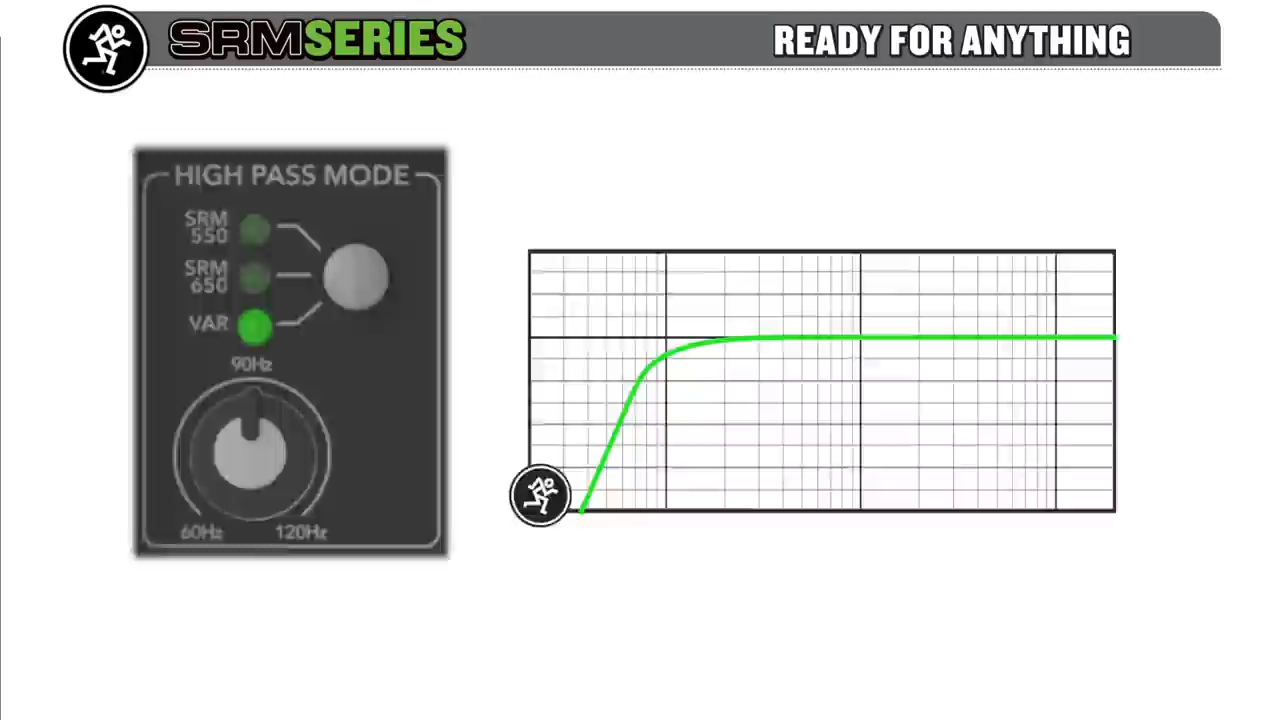 SRMSERIES
READY FOR ANYTHING
HIGH PASS MODE
SRM
550
SRM
650
VAR
90Hz
60Hz
120Hz